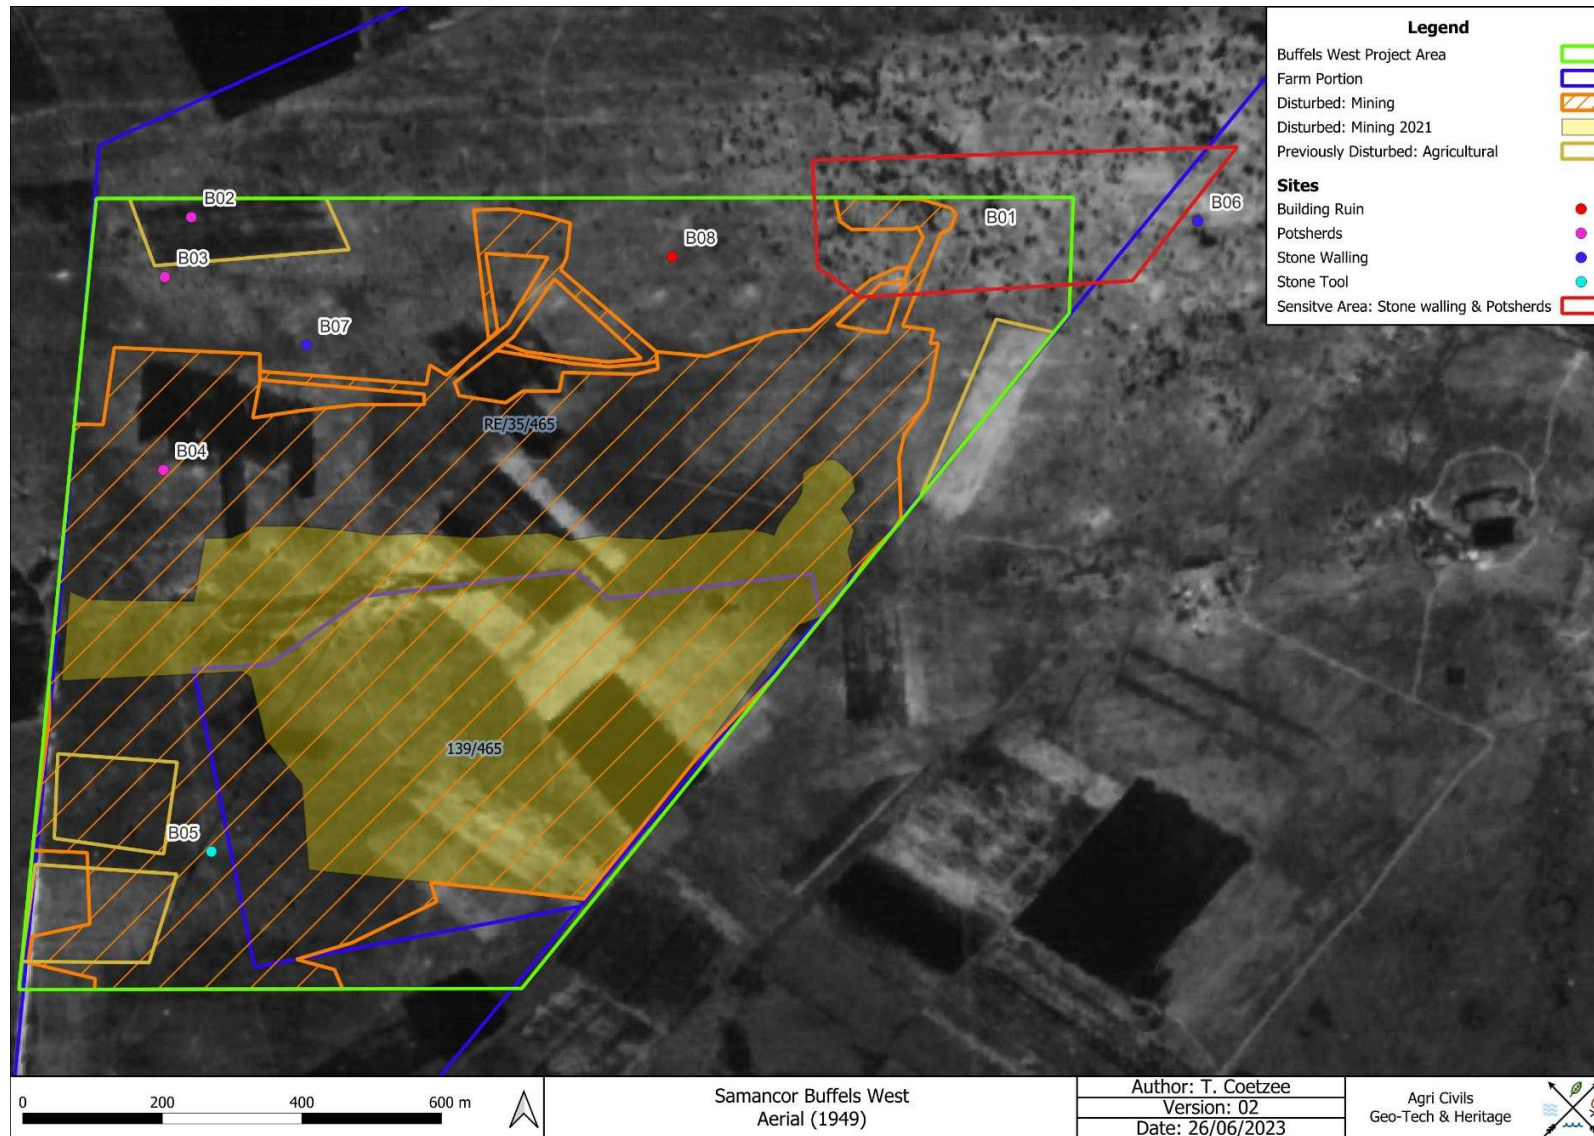 Legend
Buffels West Project Area
Farm Portion
Disturbed: Mining
Disturbed: Mining 2021
Previously Disturbed: Agricultural
Sites
Building Ruin
Potsherds
Stone Walling
Stone Tool
Sensitve Area: Stone walling & Potsherds
B02
B03
B08
B01
B06
B07
RE/35/465
B04
139/465
B05
0 200 400 600 m
Samancor Buffels West
Aerial (1949)
Author: T. Coetzee
Version: 02
Date: 26/06/2023
Agri Civils
Geo-Tech & Heritage